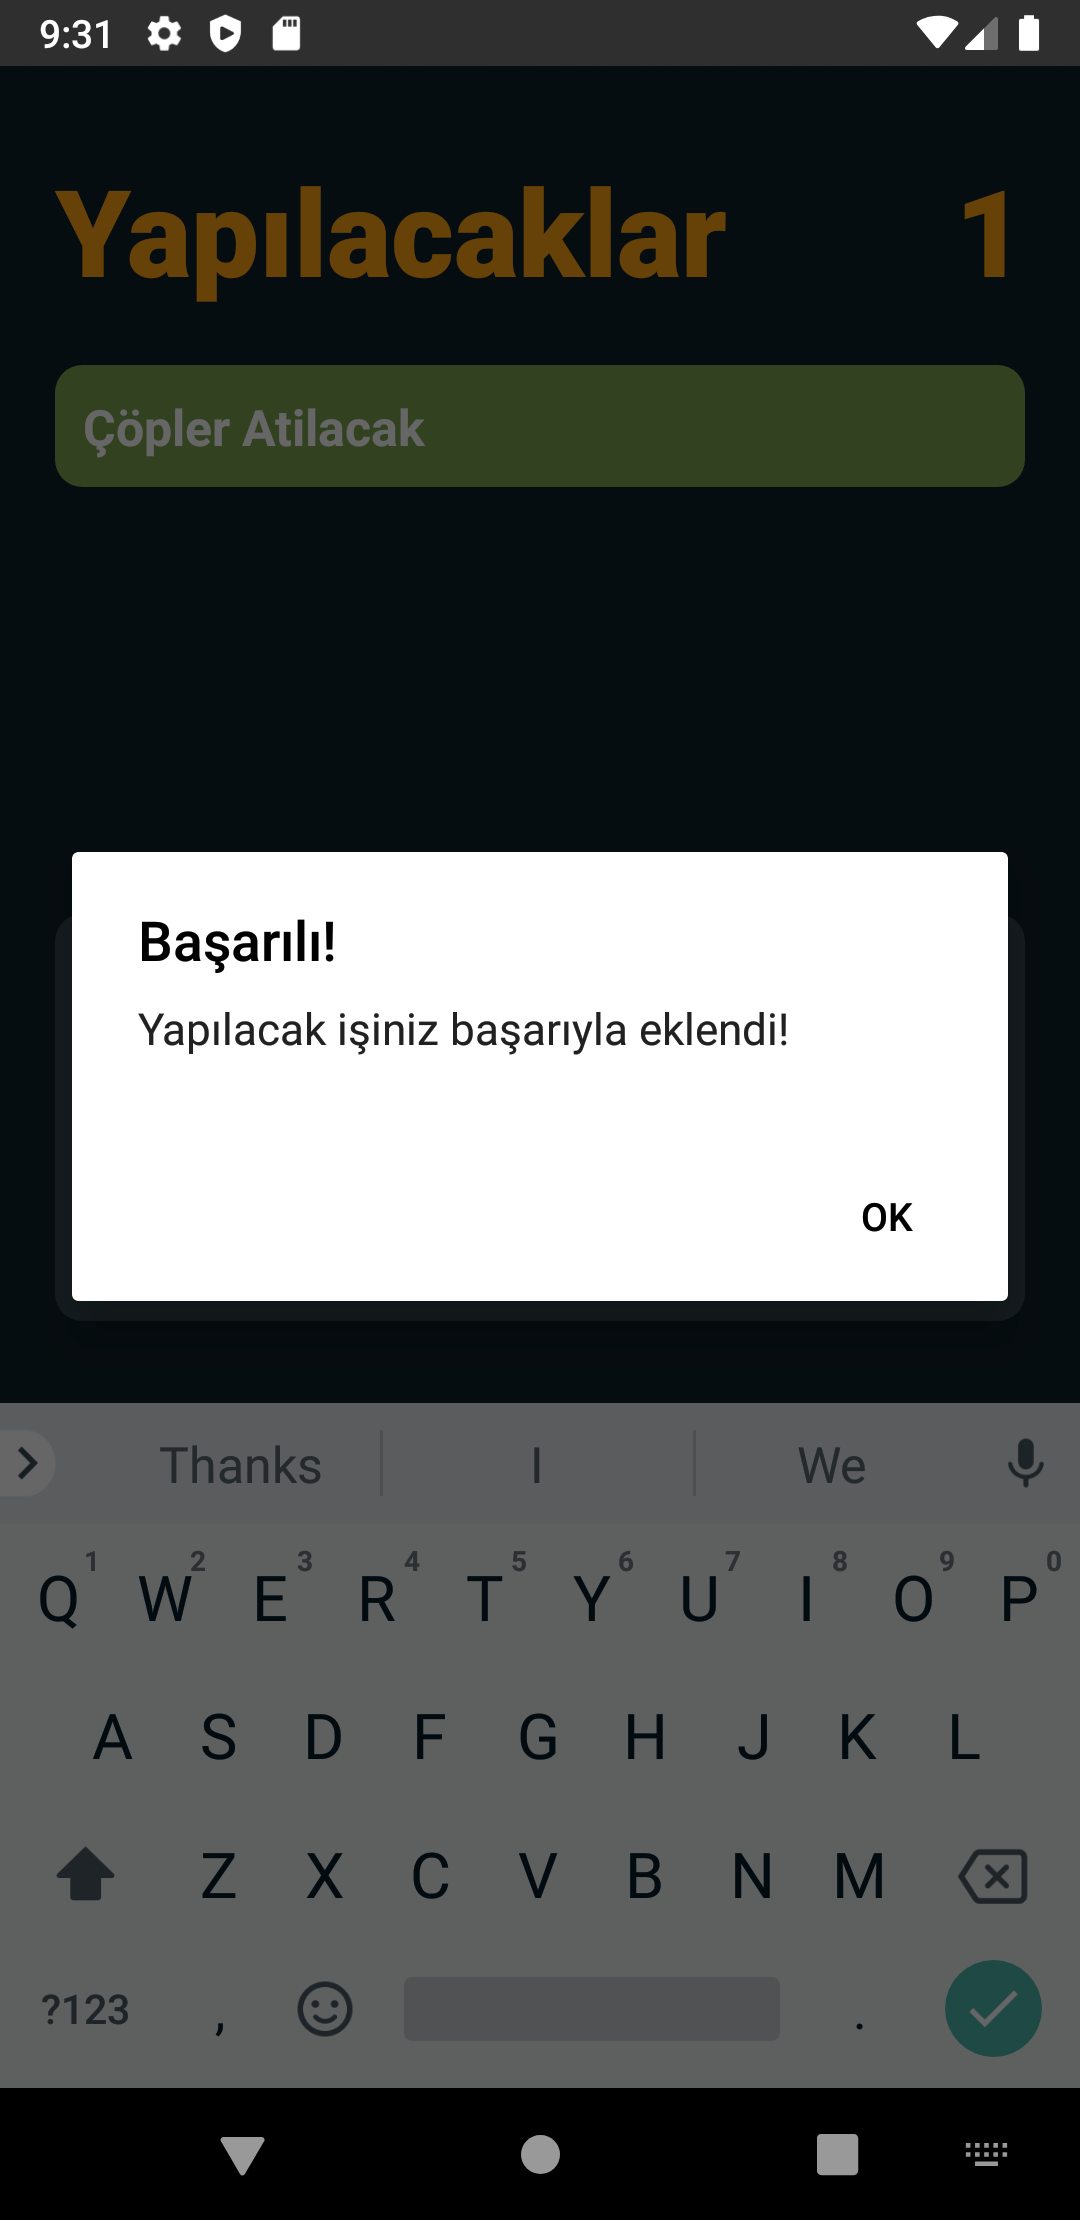 9:31
Yapılacaklar 1
Çöpler Atilacak
Başarılı!
Yapılacak işiniz başarıyla eklendi!
OK
Thanks I We
Q 1 W 2 E 3 R 4 T 5 Y 6 U 7 I 8 O 9 P 0
A S D F G H J K L
Z X C V B N M
?123 , .